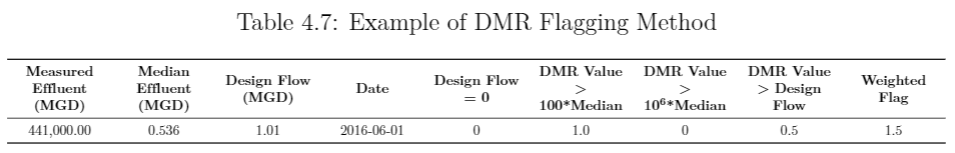 Table 4.7: Example of DMR Flagging Method
Measured Effluent (MGD) Median Effluent (MGD) Design Flow (MGD) Date Design Flow = 0 DMR Value > 100*Median DMR Value > 10⁶*Median DMR Value > Design Flow Weighted Flag
441,000.00 0.536 1.01 2016-06-01 0 1.0 0 0.5 1.5